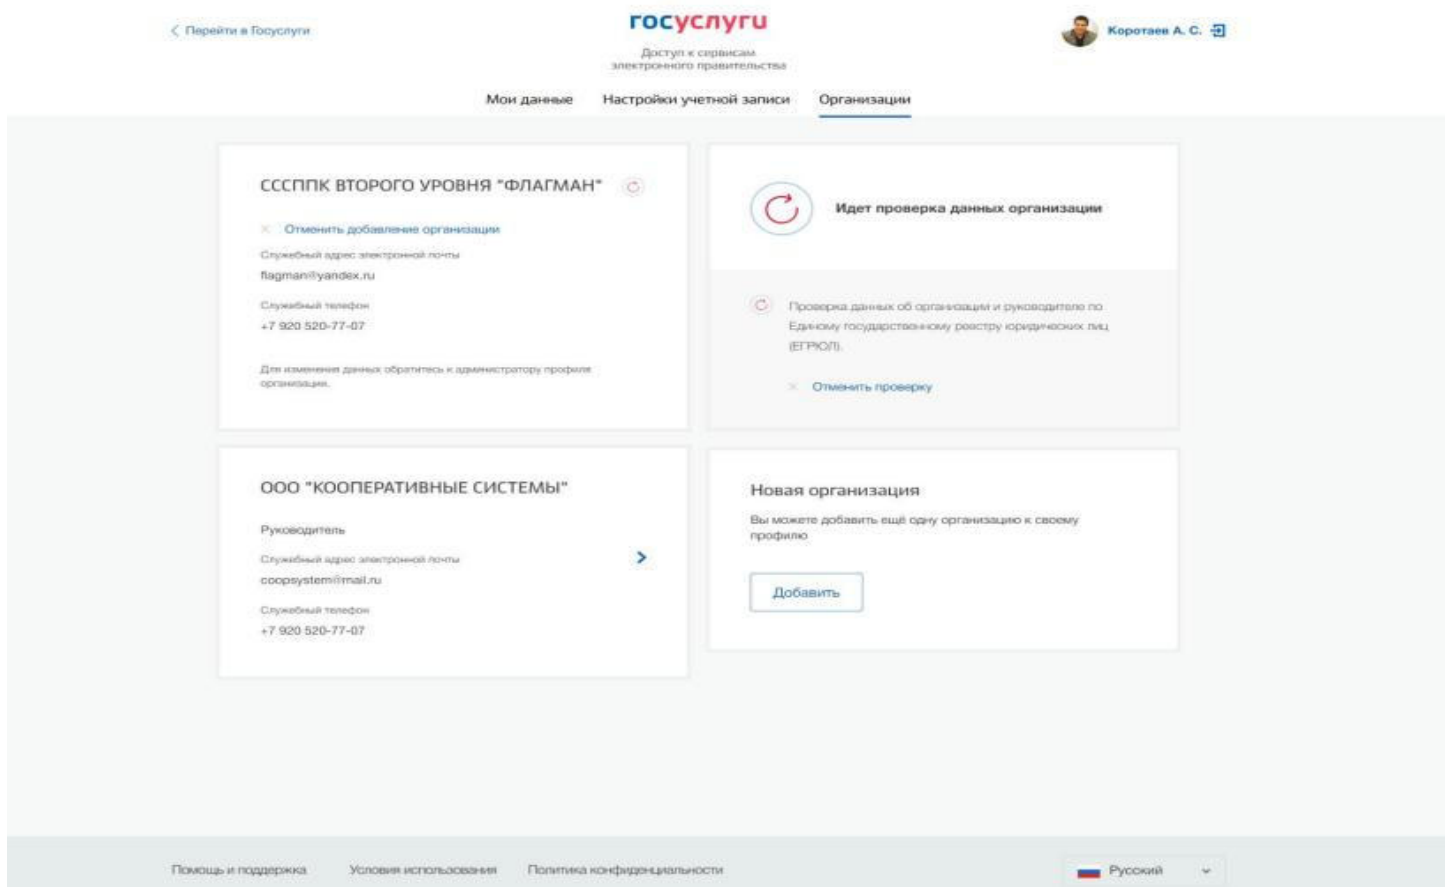 Перейти в Госуслуги
госуслуги
Доступ к сервисам
электронного правительства
Коротаев А. С.
Мои данные
Настройки учетной записи
Организации
СССППК ВТОРОГО УРОВНЯ "ФЛАГМАН"
Отменить добавление организации
Служебный адрес электронной почты
flagman@yandex.ru
Служебный телефон
+7 920 520-77-07
Для изменения данных обратитесь к администратору профиля
организации.
Идет проверка данных организации
Проверка данных об организации и руководителе по
Единому государственному реестру юридических лиц
(ЕГРЮЛ).
Отменить проверку
ООО "КООПЕРАТИВНЫЕ СИСТЕМЫ"
Руководитель
Служебный адрес электронной почты
coopsystem@mail.ru
Служебный телефон
+7 920 520-77-07
Новая организация
Вы можете добавить ещё одну организацию к своему
профилю
Добавить
Помощь и поддержка
Условия использования
Политика конфиденциальности
Русский